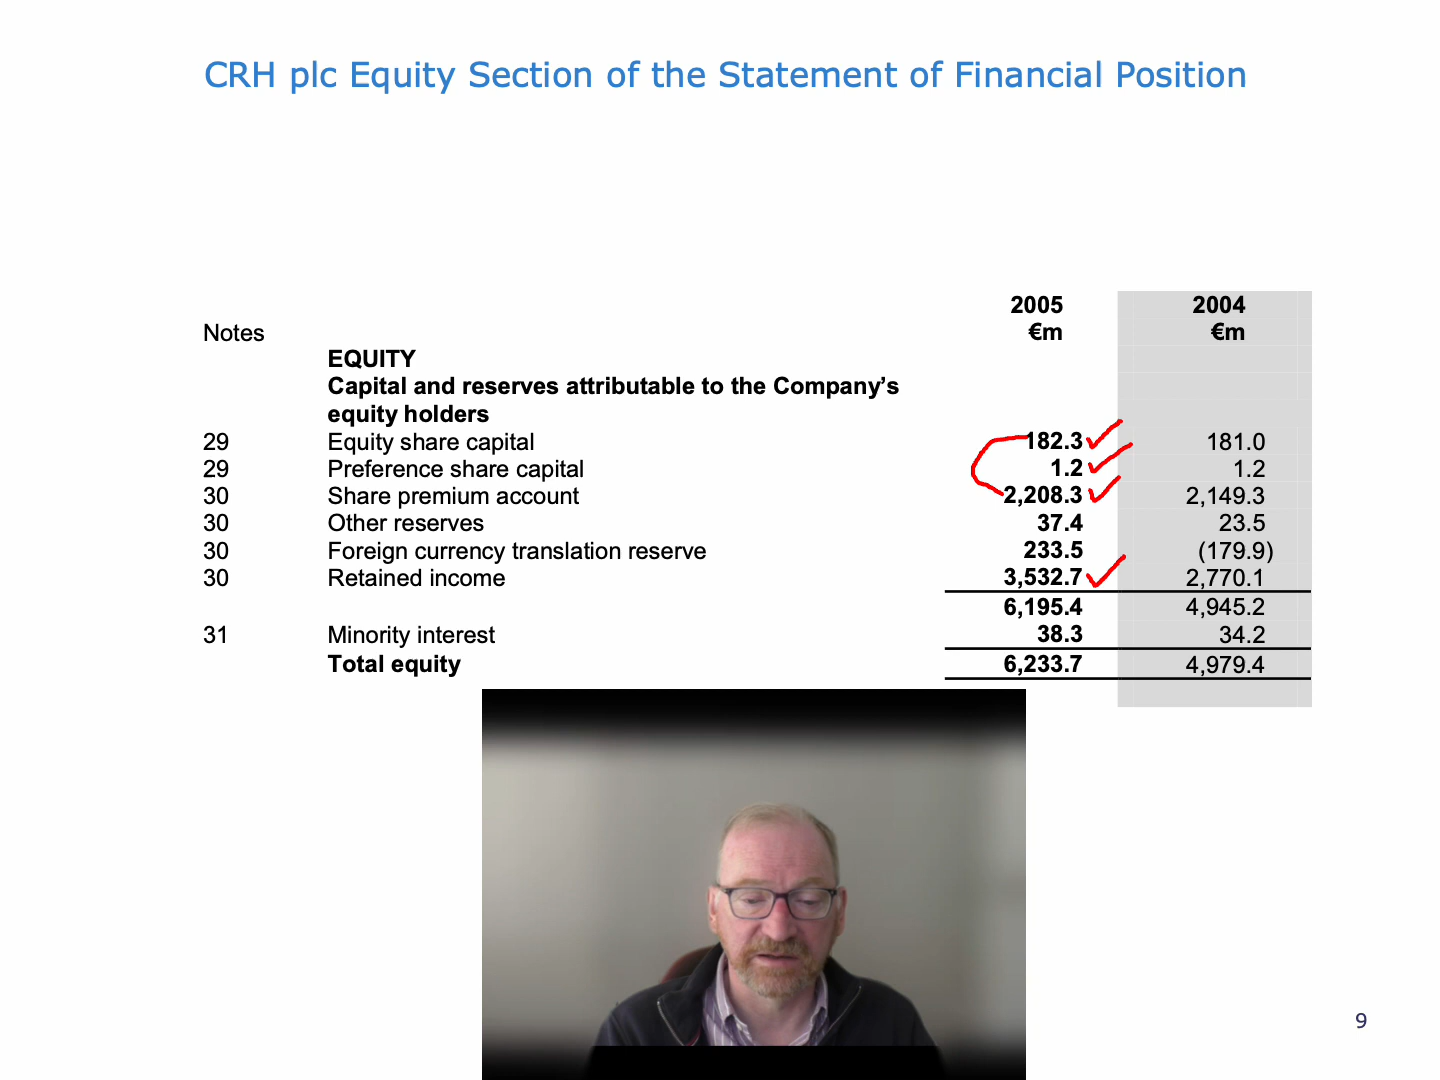 CRH plc Equity Section of the Statement of Financial Position
2005 2004
Notes €m €m
EQUITY
Capital and reserves attributable to the Company’s
equity holders
29 Equity share capital 182.3 181.0
29 Preference share capital 1.2 1.2
30 Share premium account 2,208.3 2,149.3
30 Other reserves 37.4 23.5
30 Foreign currency translation reserve 233.5 (179.9)
30 Retained income 3,532.7 2,770.1
6,195.4 4,945.2
31 Minority interest 38.3 34.2
Total equity 6,233.7 4,979.4
9